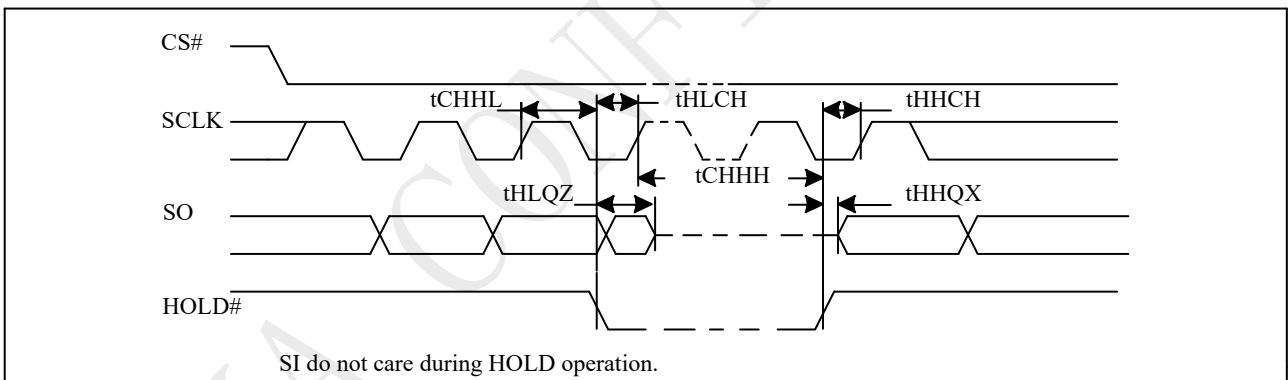 CS#
tCHHL
tHLCH
tHHCH
SCLK
tCHHH
tHLQZ
tHHQX
SO
HOLD#
SI do not care during HOLD operation.